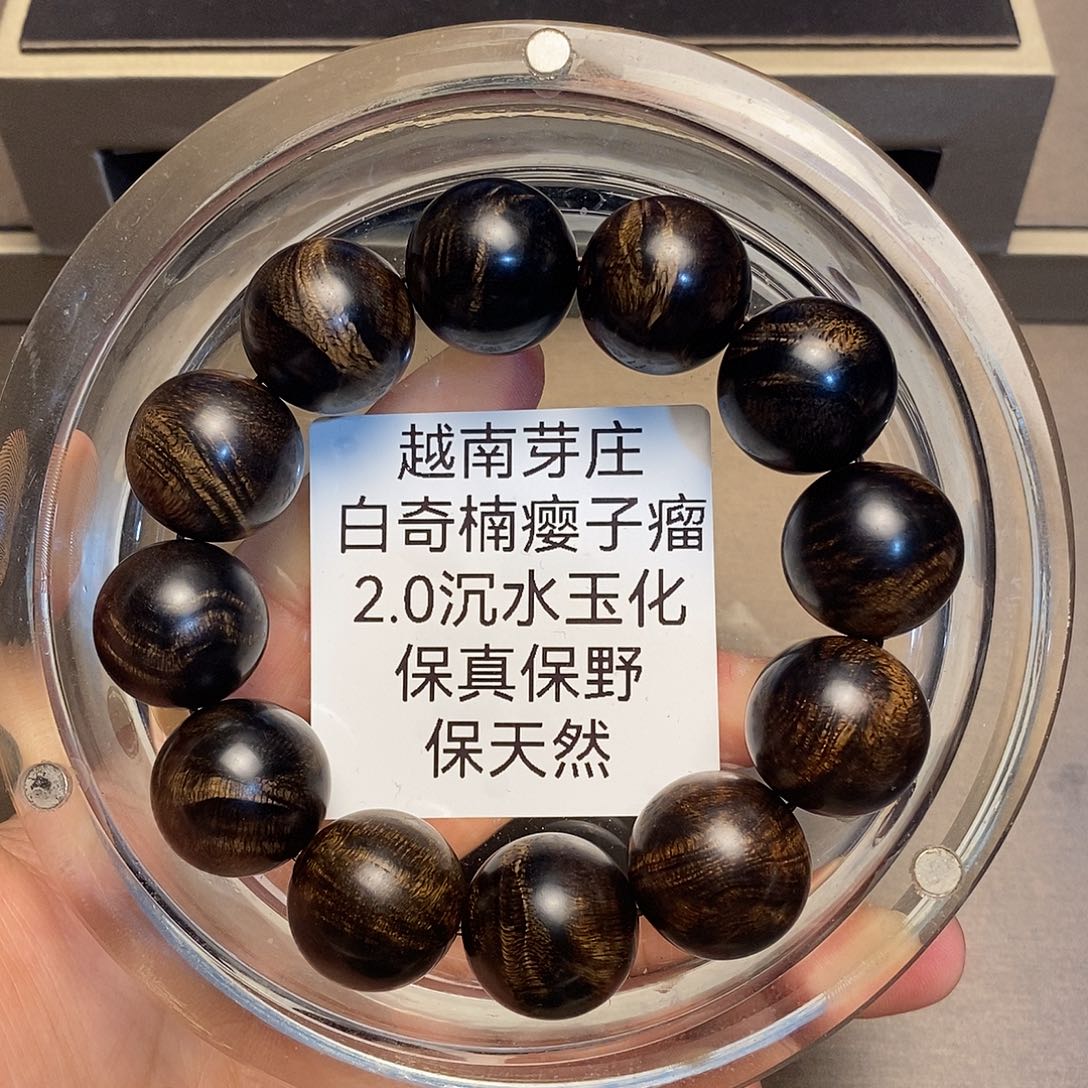 越南芽庄
白奇楠瘿子瘤
2.0沉水玉化
保真保野
保天然